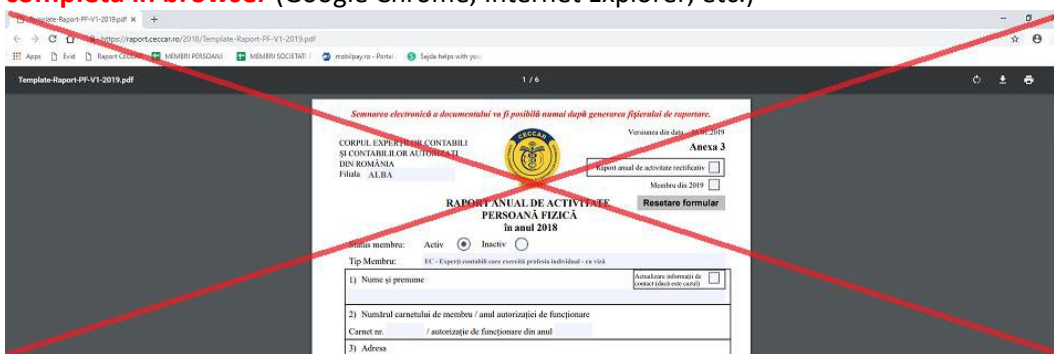 completa in browser (Google Chrome, Internet Explorer, etc.)
Template-Raport-PF-V1-2019.pdf × +
https://raport.ceccar.ro/2018/Template-Raport-PF-V1-2019.pdf
Apps Evid Raport CECCAR MEMBRI PERSOANE MEMBRI SOCIETATI mobilpay.ro - Portal Sejda helps with your
Template-Raport-PF-V1-2019.pdf 1 / 6
Semnarea electronică a documentului va fi posibilă numai după generarea fișierului de raportare.
Versiunea din data 2019
CORPUL EXPERȚILOR CONTABILI
ȘI CONTABILILOR AUTORIZAȚI
DIN ROMÂNIA
Filiala ALBA
CECCAR
Anexa 3
Raport anual de activitate rectificativ
Membru din 2019
Resetare formular
RAPORT ANUAL DE ACTIVITATE
PERSOANĂ FIZICĂ
în anul 2018
Status membru: Activ Inactiv
Tip Membru: EC - Experți contabili care exercită profesia individual - cu viză
1) Nume și prenume
Actualizare informații de
contact (dacă este cazul)
2) Numărul carnetului de membru / anul autorizației de funcționare
Carnet nr. / autorizație de funcționare din anul
3) Adresa